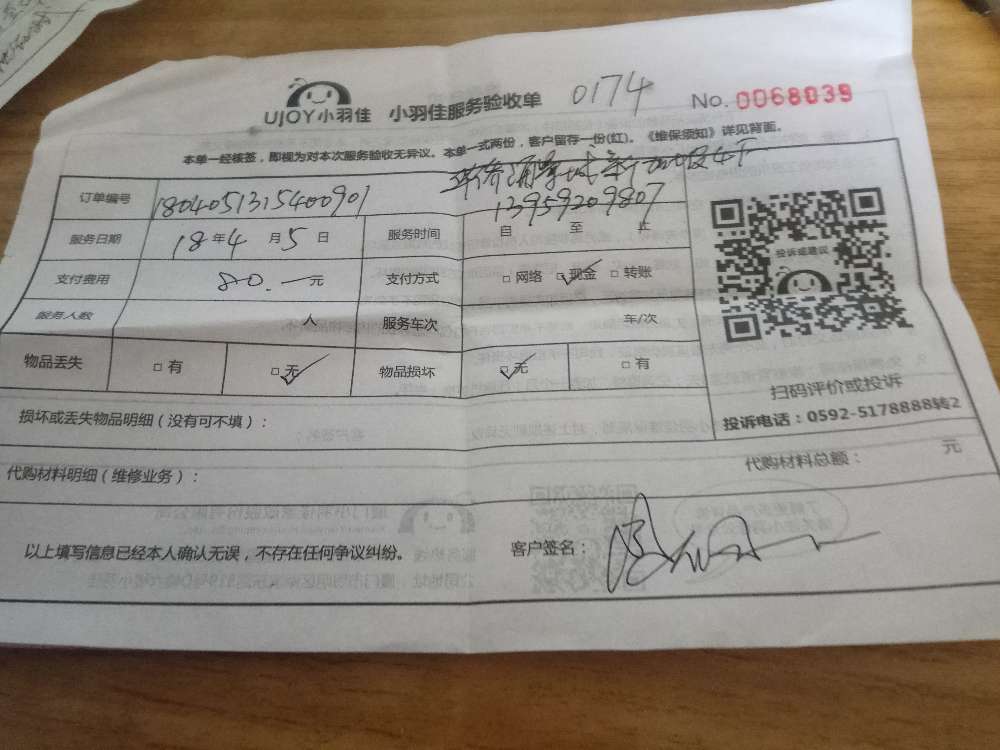 UJOY小羽佳 小羽佳服务验收单 0174 No. 0068039
本单一经核签，即视为对本次服务验收无异议。本单一式两份，客户留存一份(红)。《维保须知》详见背面。
订单编号 1804051315400901 13959209807
服务日期 18 年 4 月 5 日 服务时间 自 至 止
支付费用 80.一 元 支付方式 □ 网络 □ 现金 □ 转账
服务人数 人 服务车次 车/次
物品丢失 □ 有 □ 无 物品损坏 □ 无 □ 有
投诉或建议
扫码评价或投诉
投诉电话：0592-5178888转2
损坏或丢失物品明细 (没有可不填)：
代购材料明细 (维修业务)： 代购材料总额： 元
以上填写信息已经本人确认无误，不存在任何争议纠纷。 客户签名：